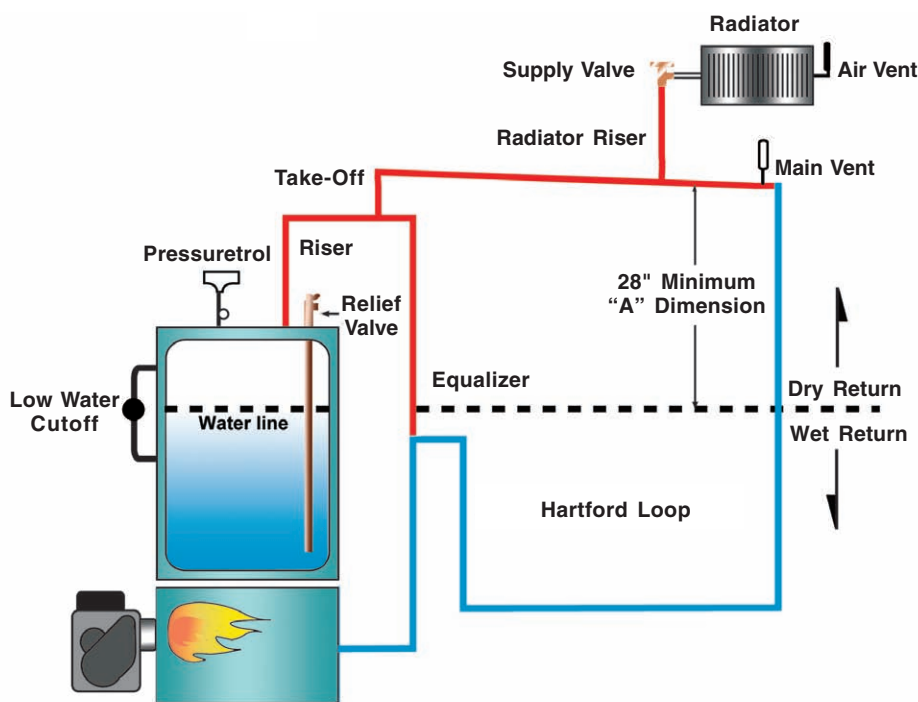 Radiator
Supply Valve
Air Vent
Radiator Riser
Main Vent
Take-Off
Pressuretrol
Riser
28" Minimum
“A” Dimension
Relief
Valve
Equalizer
Dry Return
Low Water
Cutoff
Water line
Wet Return
Hartford Loop